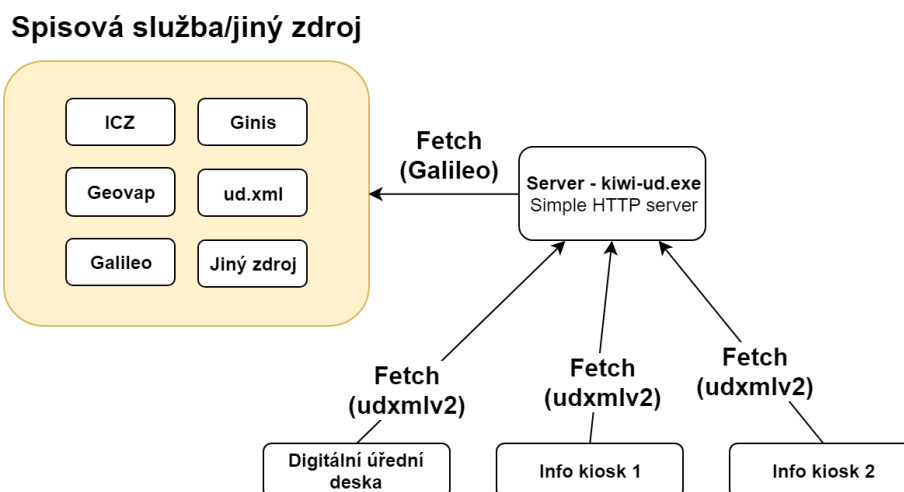 Spisová služba/jiný zdroj
ICZ
Ginis
Geovap
ud.xml
Galileo
Jiný zdroj
Fetch
(Galileo)
Server - kiwi-ud.exe
Simple HTTP server
Fetch
(udxmlv2)
Fetch
(udxmlv2)
Fetch
(udxmlv2)
Digitální úřední
deska
Info kiosk 1
Info kiosk 2